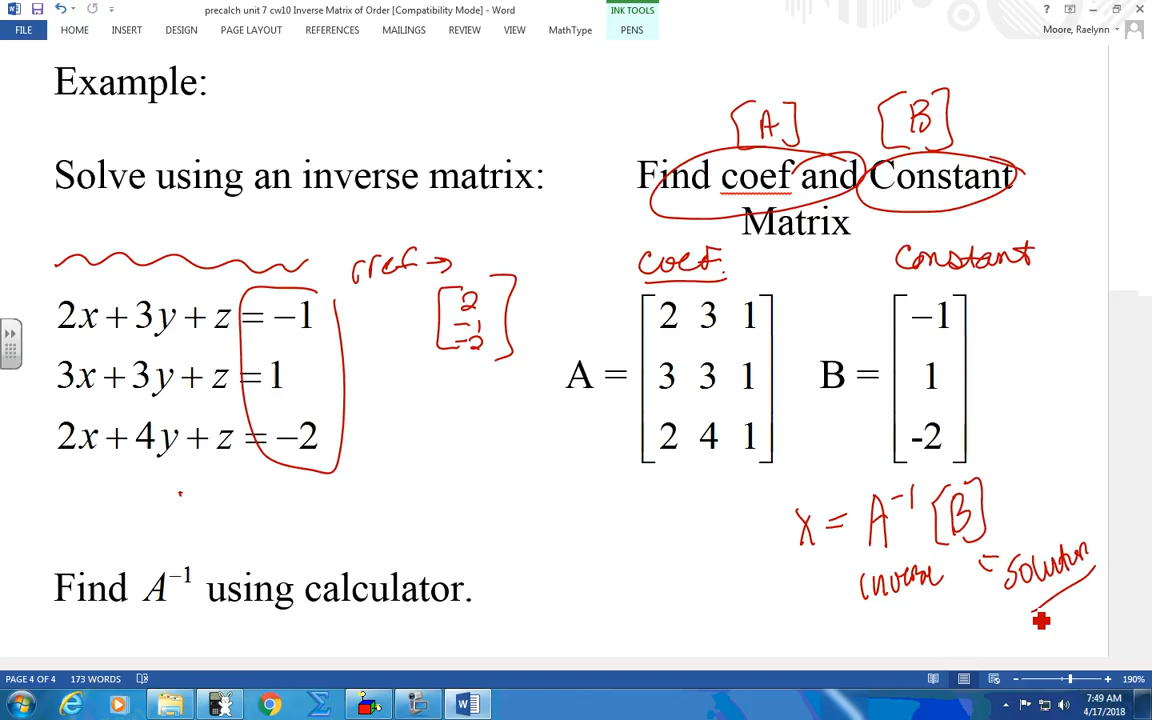 precalch unit 7 cw10 Inverse Matrix of Order [Compatibility Mode] - Word
INK TOOLS
FILE HOME INSERT DESIGN PAGE LAYOUT REFERENCES MAILINGS REVIEW VIEW MathType PENS
Moore, Raelynn
Example:
[A] [B]
Solve using an inverse matrix:
Find coef and Constant
Matrix
rref →
coef. constant
2x + 3y + z = −1
3x + 3y + z = 1
2x + 4y + z = −2
[2
−1
−2]
A = [2 3 1
3 3 1
2 4 1]
B = [−1
1
-2]
x = A⁻¹ [B]
inverse = solution
Find A⁻¹ using calculator.
PAGE 4 OF 4 173 WORDS
190%
7:49 AM
4/17/2018